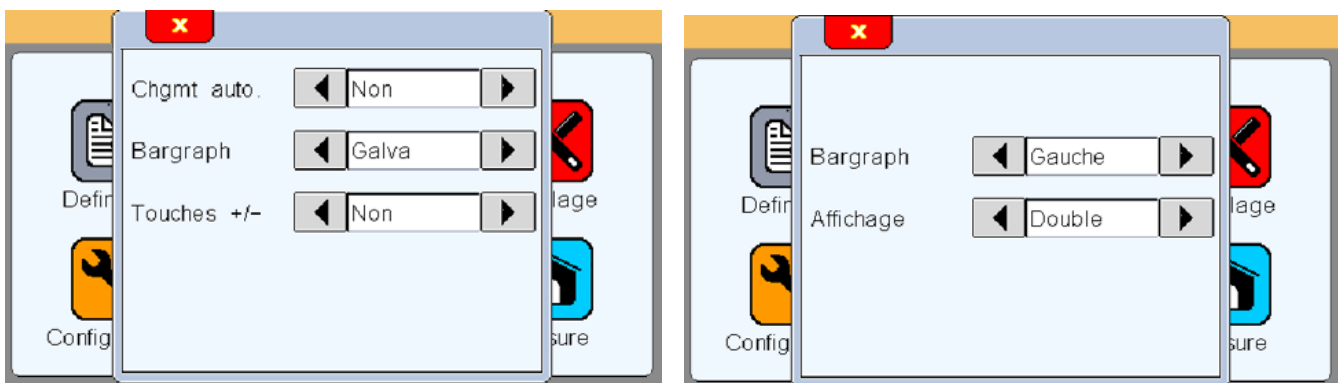 x
Chgmt auto. Non
Bargraph Galva
Defin lage
Touches +/- Non
Config sure
x
Bargraph Gauche
Defin lage
Affichage Double
Config sure